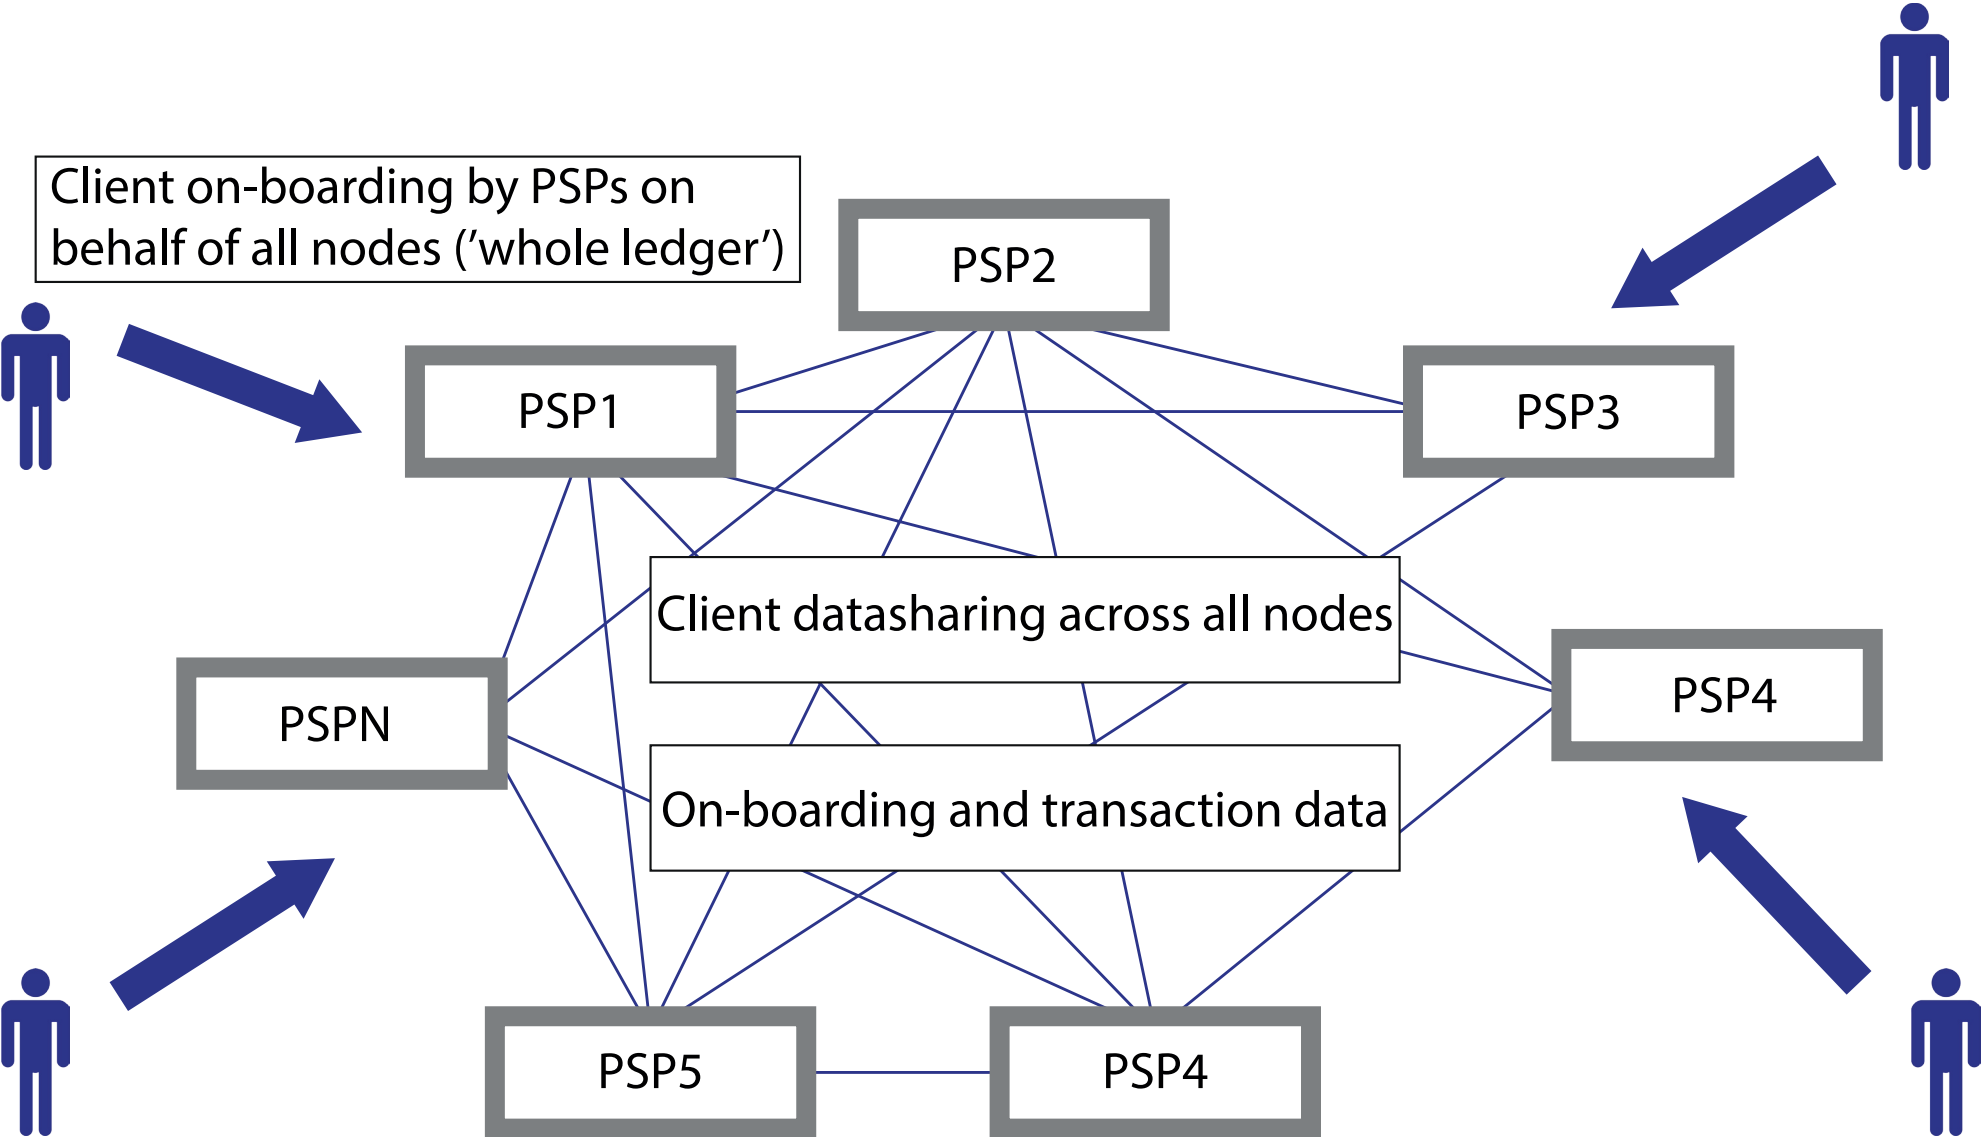 Client on-boarding by PSPs on
behalf of all nodes (’whole ledger’)
PSP2
PSP1
PSP3
Client datasharing across all nodes
PSPN
PSP4
On-boarding and transaction data
PSP5
PSP4